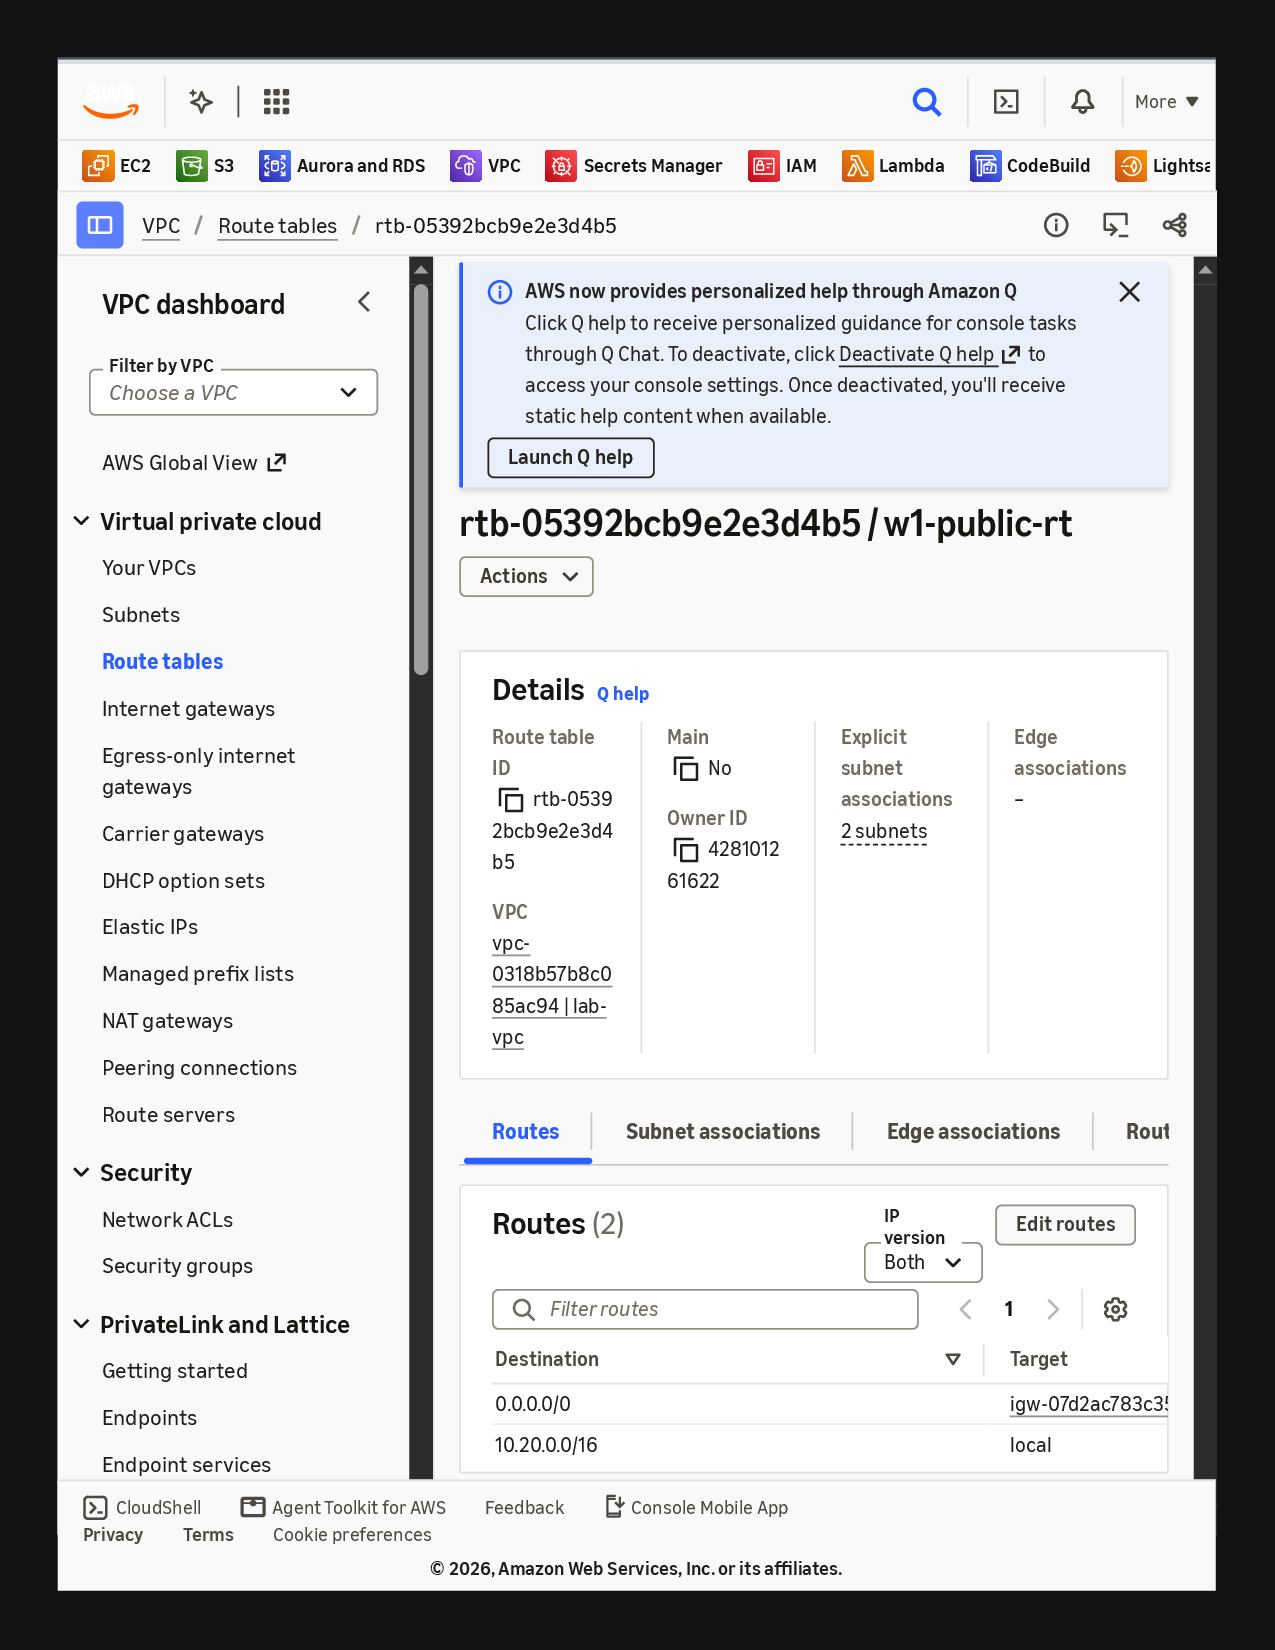 aws
More
EC2 S3 Aurora and RDS VPC Secrets Manager IAM Lambda CodeBuild Lightsa
VPC / Route tables / rtb-05392bcb9e2e3d4b5
VPC dashboard
Filter by VPC
Choose a VPC
AWS Global View
Virtual private cloud
Your VPCs
Subnets
Route tables
Internet gateways
Egress-only internet
gateways
Carrier gateways
DHCP option sets
Elastic IPs
Managed prefix lists
NAT gateways
Peering connections
Route servers
Security
Network ACLs
Security groups
PrivateLink and Lattice
Getting started
Endpoints
Endpoint services
AWS now provides personalized help through Amazon Q
Click Q help to receive personalized guidance for console tasks
through Q Chat. To deactivate, click Deactivate Q help to
access your console settings. Once deactivated, you'll receive
static help content when available.
Launch Q help
rtb-05392bcb9e2e3d4b5 / w1-public-rt
Actions
Details Q help
Route table
ID
rtb-0539
2bcb9e2e3d4
b5
VPC
vpc-
0318b57b8c0
85ac94 | lab-
vpc
Main
No
Owner ID
4281012
61622
Explicit
subnet
associations
2 subnets
Edge
associations
–
Routes Subnet associations Edge associations Rout
Routes (2)
IP
version
Both
Edit routes
Filter routes
1
Destination Target
0.0.0.0/0 igw-07d2ac783c35
10.20.0.0/16 local
CloudShell Agent Toolkit for AWS Feedback Console Mobile App
Privacy Terms Cookie preferences
© 2026, Amazon Web Services, Inc. or its affiliates.